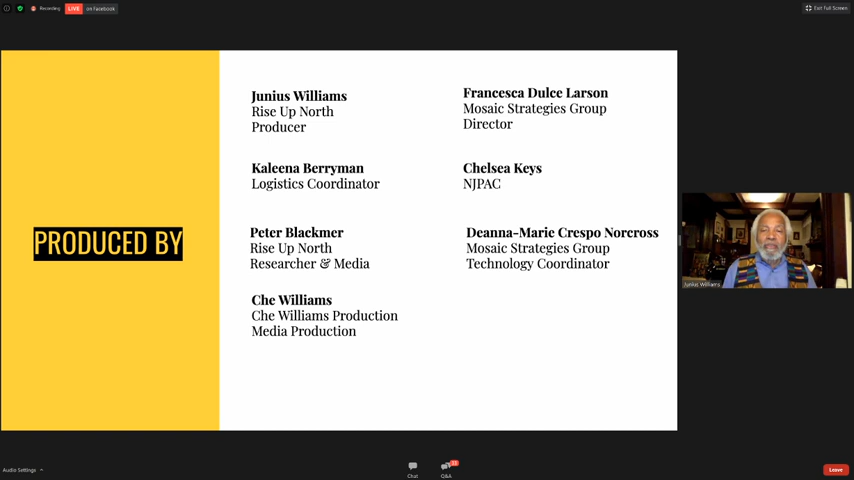 Recording
LIVE
on Facebook
Exit Full Screen
PRODUCED BY
Junius Williams
Rise Up North
Producer
Kaleena Berryman
Logistics Coordinator
Peter Blackmer
Rise Up North
Researcher & Media
Che Williams
Che Williams Production
Media Production
Francesca Dulce Larson
Mosaic Strategies Group
Director
Chelsea Keys
NJPAC
Deanna-Marie Crespo Norcross
Mosaic Strategies Group
Technology Coordinator
Junius Williams
Audio Settings
Chat
Q&A
Leave